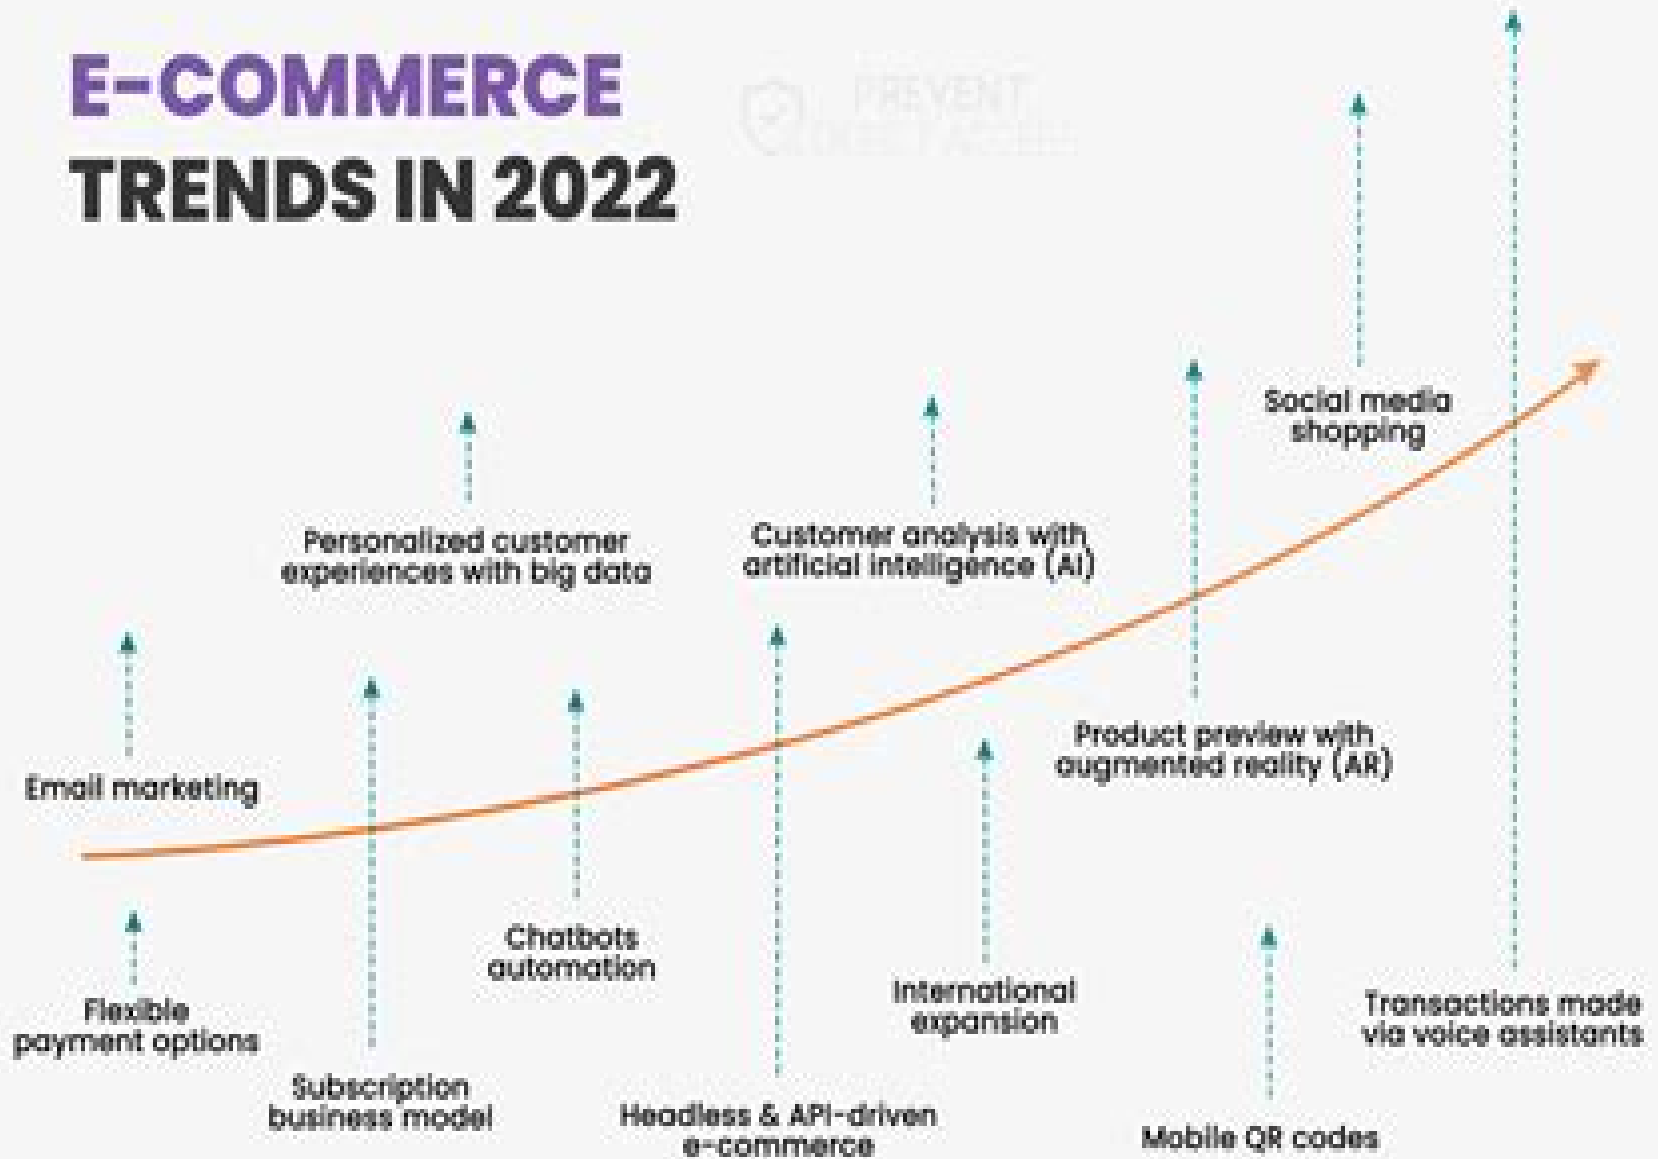 E-COMMERCE
TRENDS IN 2022
PREVENT
Social media
shopping
Personalized customer
experiences with big data
Customer analysis with
artificial intelligence (AI)
Product preview with
augmented reality (AR)
Email marketing
Chatbots
automation
International
expansion
Flexible
payment options
Transactions made
via voice assistants
Subscription
business model
Headless & API-driven
e-commerce
Mobile QR codes